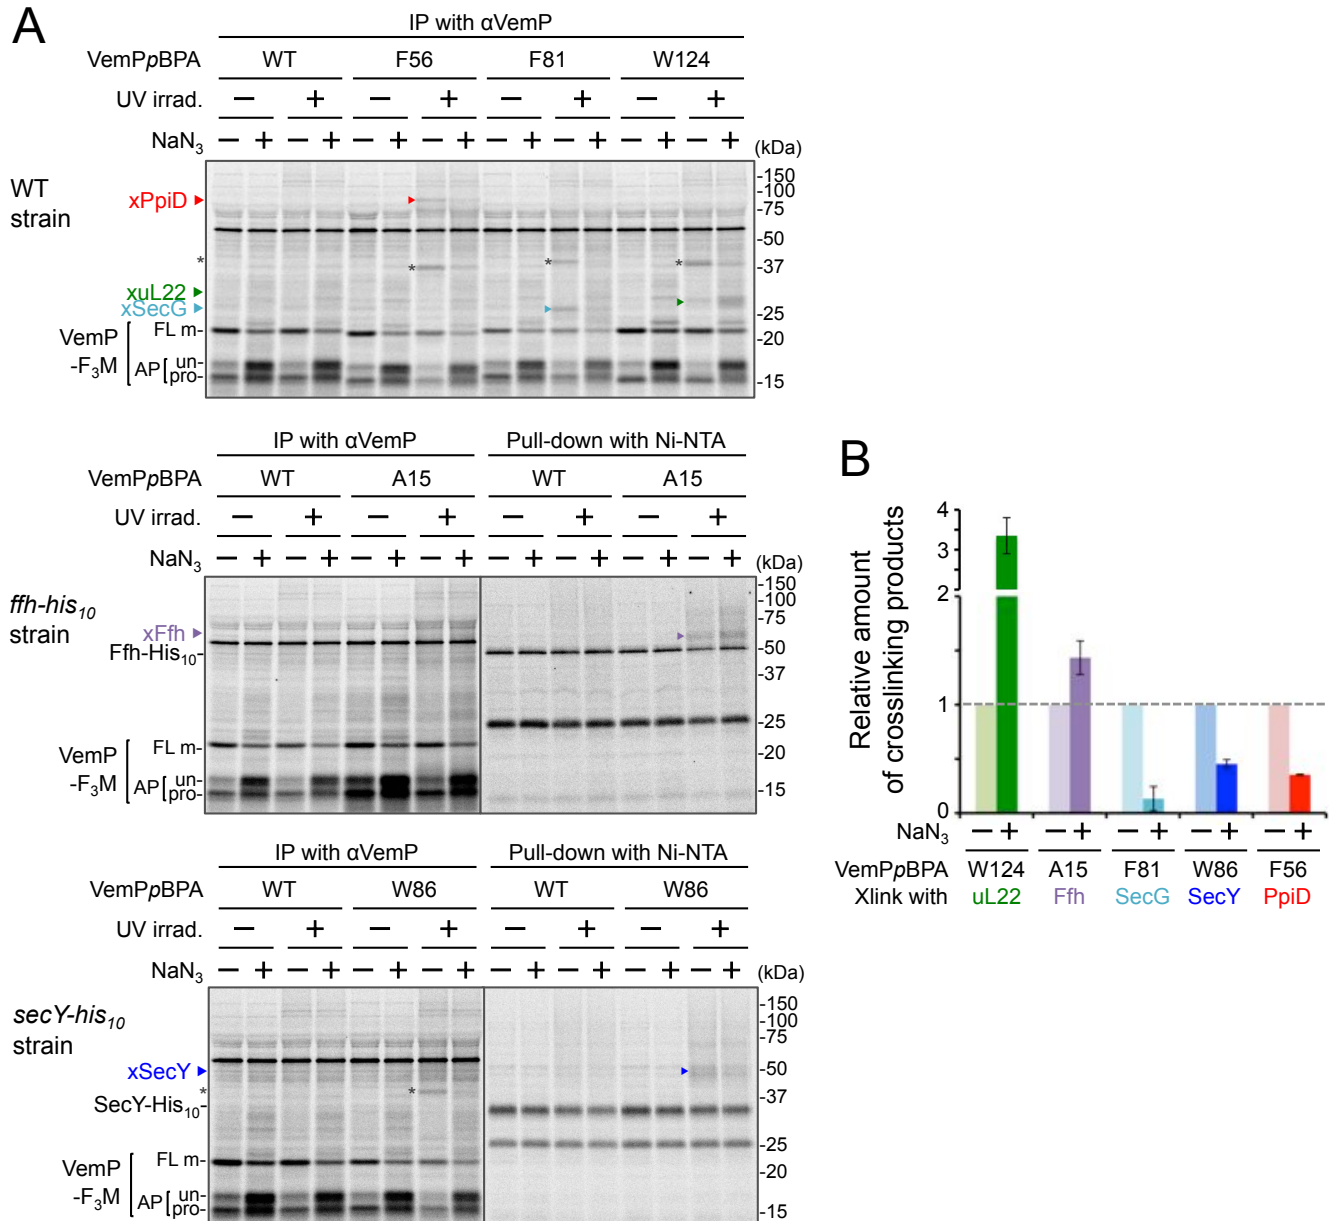 A
IP with αVemP
VemPpBPA WT F56 F81 W124
UV irrad. − + − + − + − +
NaN3 − + − + − + − + − + − + − + − + (kDa)
WT
strain
xPpiD
*
xuL22
xSecG
VemP
-F3M
FL m-
AP
un-
pro-
* * *
-150
-100
-75
-50
-37
-25
-20
-15
IP with αVemP Pull-down with Ni-NTA
VemPpBPA WT A15 WT A15
UV irrad. − + − + − + − +
NaN3 − + − + − + − + − + − + − + − + (kDa)
ffh-his10
strain
xFfh
Ffh-His10-
VemP
-F3M
FL m-
AP
un-
pro-
-150
-100
-75
-50
-37
-25
-20
-15
IP with αVemP Pull-down with Ni-NTA
VemPpBPA WT W86 WT W86
UV irrad. − + − + − + − +
NaN3 − + − + − + − + − + − + − + − + (kDa)
secY-his10
strain
xSecY
*
SecY-His10-
VemP
-F3M
FL m-
AP
un-
pro-
*
-150
-100
-75
-50
-37
-25
-20
-15
B
Relative amount
of crosslinking products
4
3
2
2
1
0
NaN3 − + − + − + − + − +
VemPpBPA W124 A15 F81 W86 F56
Xlink with uL22 Ffh SecG SecY PpiD